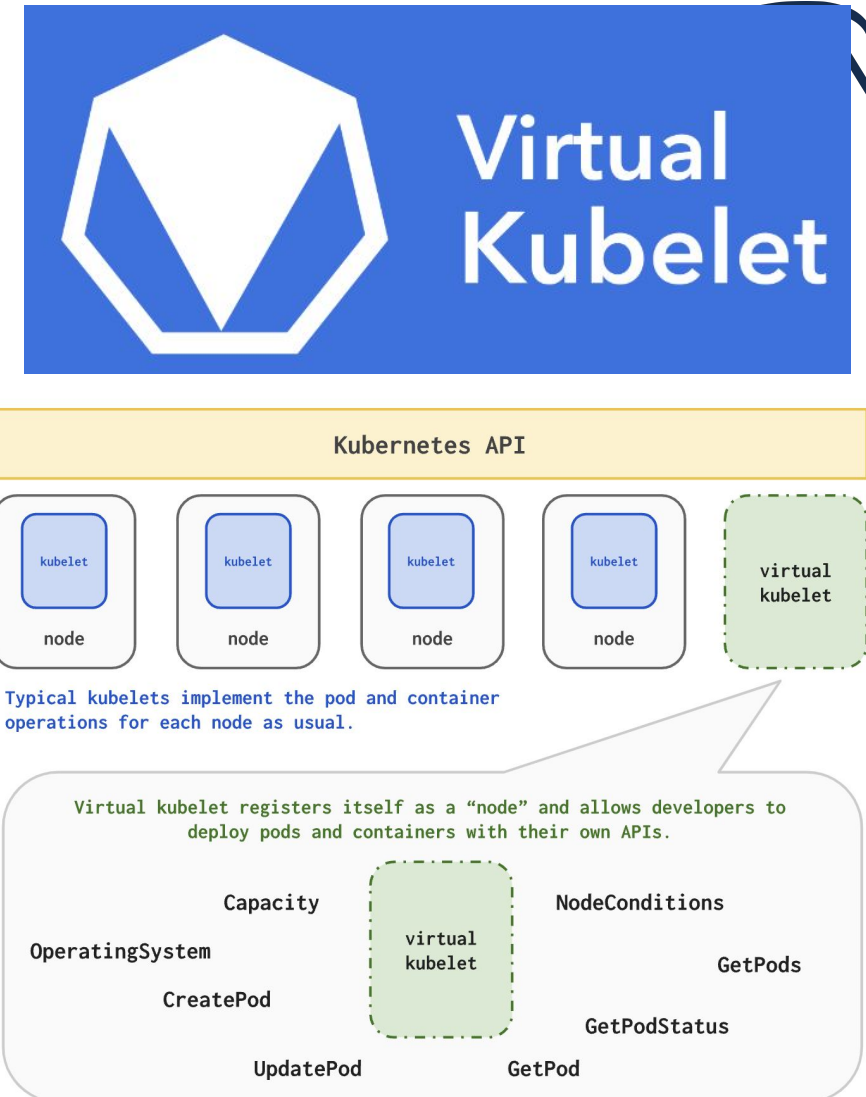 Virtual
Kubelet
Kubernetes API
kubelet
node
kubelet
node
kubelet
node
kubelet
node
virtual
kubelet
Typical kubelets implement the pod and container
operations for each node as usual.
Virtual kubelet registers itself as a “node” and allows developers to
deploy pods and containers with their own APIs.
Capacity
OperatingSystem
CreatePod
UpdatePod
virtual
kubelet
NodeConditions
GetPods
GetPodStatus
GetPod